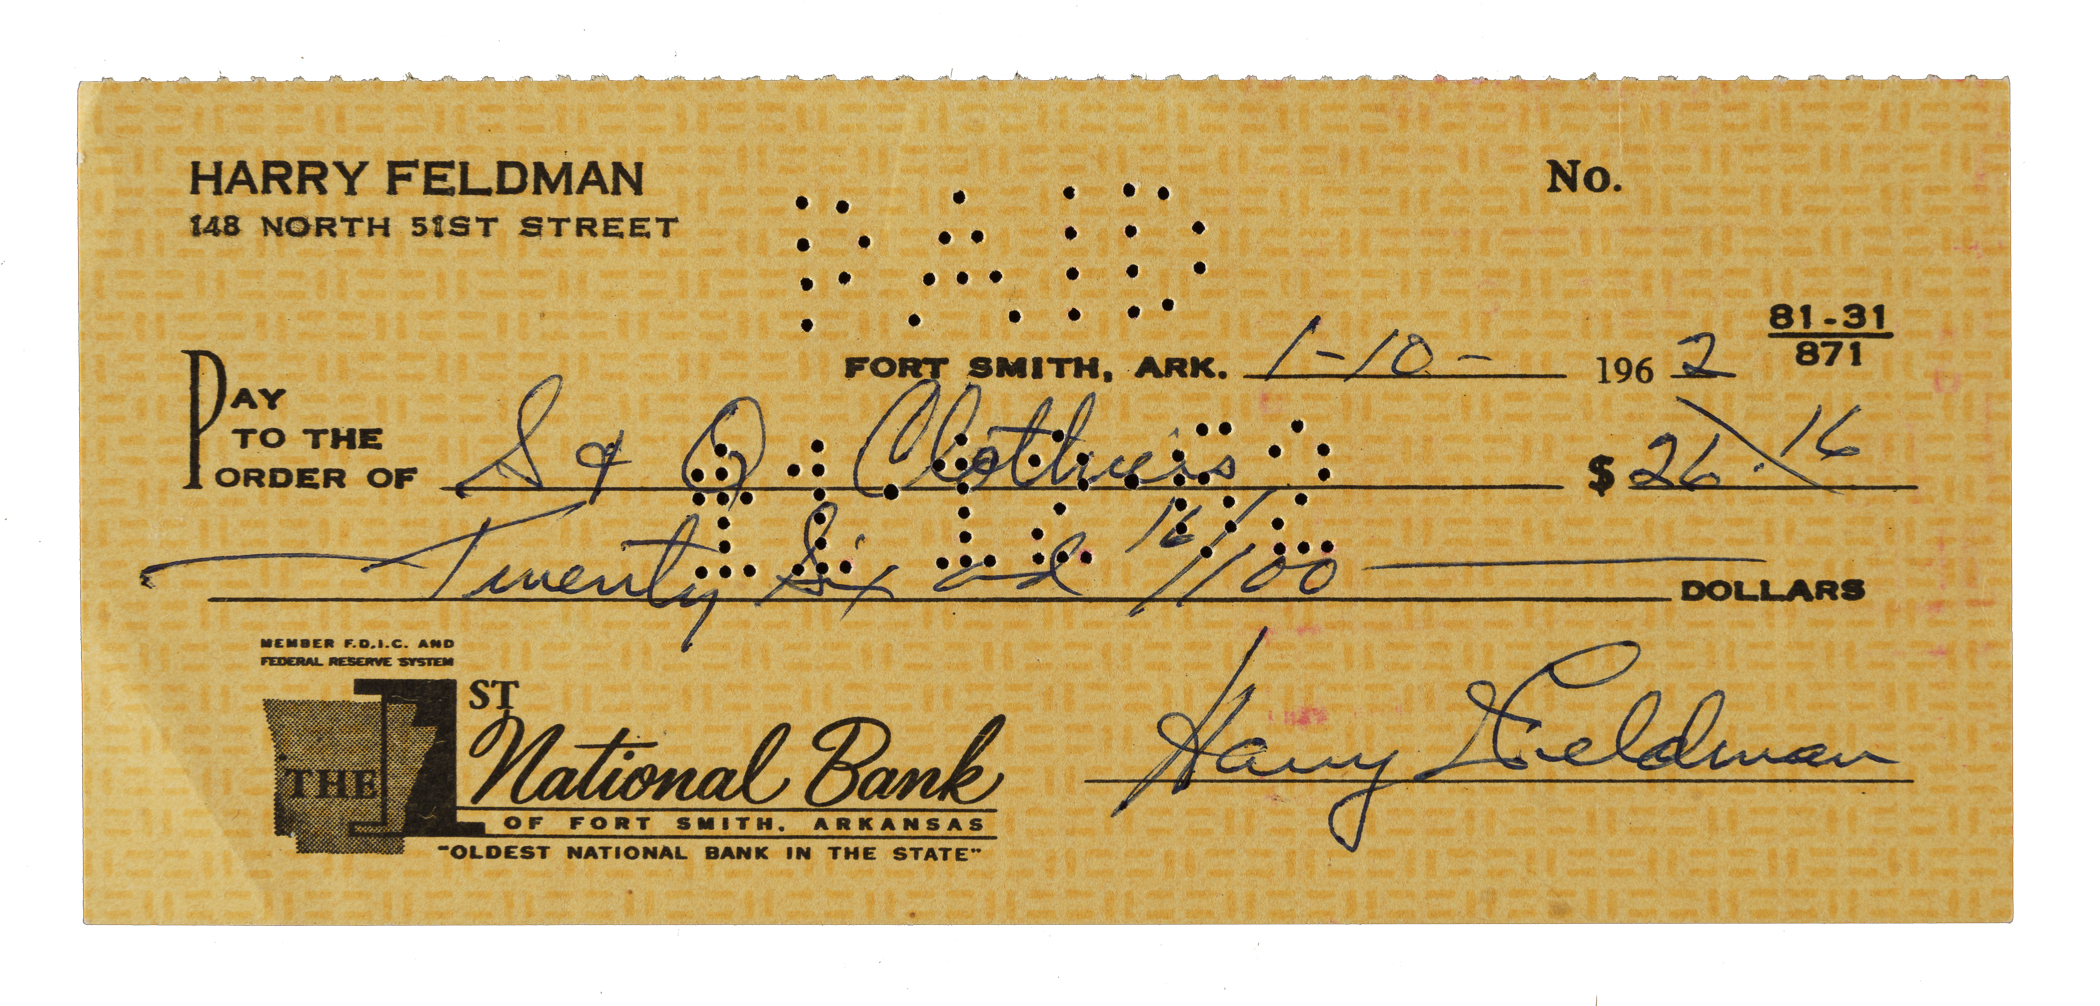 HARRY FELDMAN
148 NORTH 51ST STREET
No.
PAID
81-31
871
FORT SMITH, ARK. 1-10- 1962
PAY
TO THE
ORDER OF S & Q Clothiers $ 26.16
Twenty Six and 16/100 DOLLARS
MEMBER F.D.I.C. AND
FEDERAL RESERVE SYSTEM
THE 1ST
National Bank
OF FORT SMITH, ARKANSAS
"OLDEST NATIONAL BANK IN THE STATE"
Harry Feldman